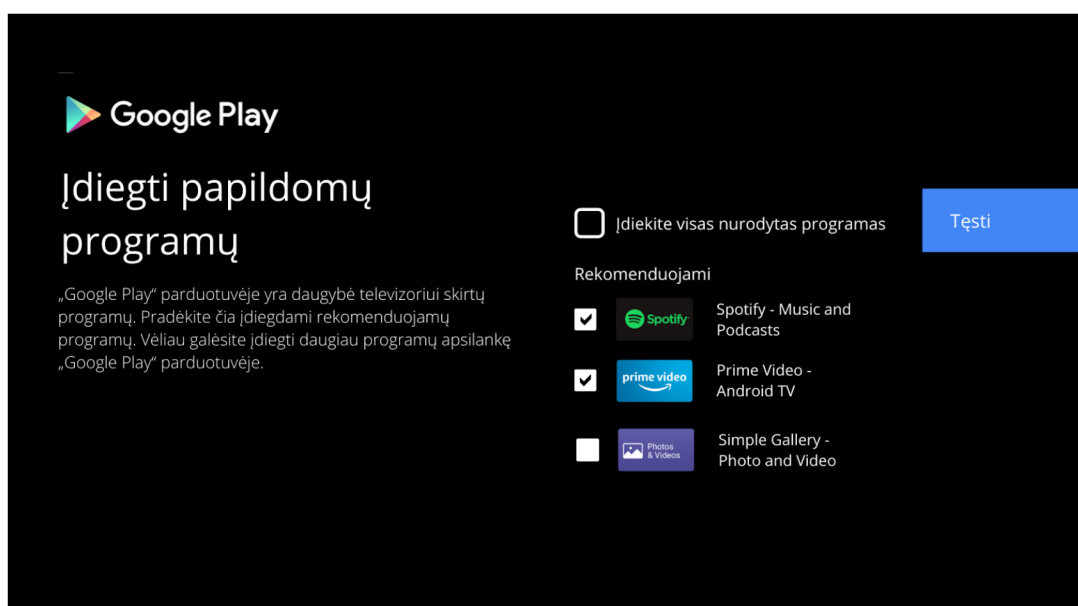 Google Play
Įdiegti papildomų
programų
„Google Play“ parduotuvėje yra daugybė televizoriui skirtų
programų. Pradėkite čia įdiegdami rekomenduojamų
programų. Vėliau galėsite įdiegti daugiau programų apsilankę
„Google Play“ parduotuvėje.
Įdiekite visas nurodytas programas
Tęsti
Rekomenduojami
Spotify
Spotify - Music and
Podcasts
prime video
Prime Video -
Android TV
Photos
& Videos
Simple Gallery -
Photo and Video